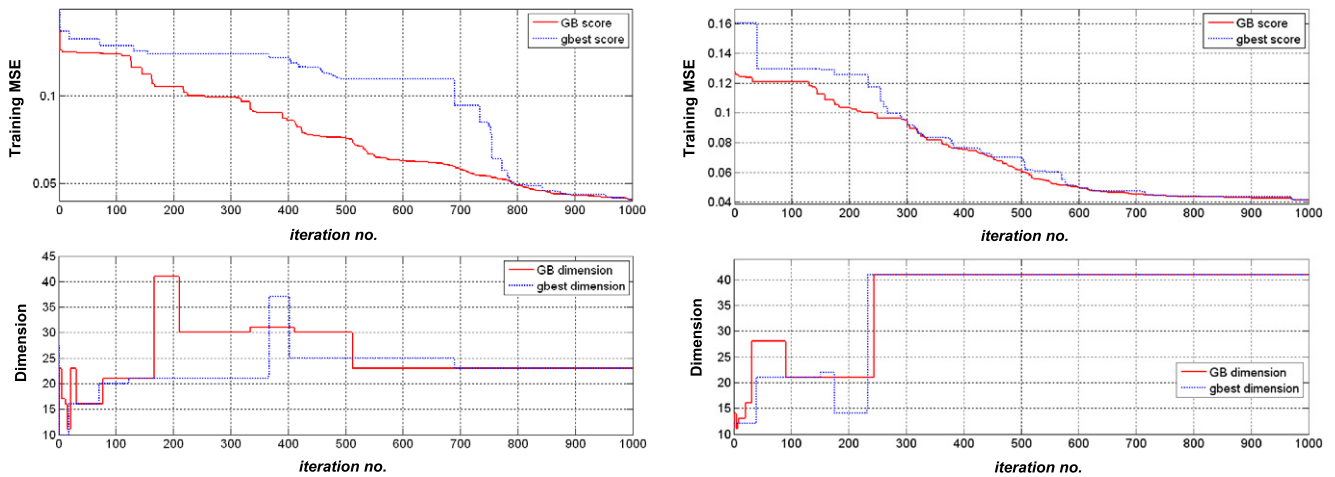 GB score
gbest score
Training MSE
0.1
0.05
0 100 200 300 400 500 600 700 800 900 1000
iteration no.
GB score
gbest score
Training MSE
0.16
0.14
0.12
0.1
0.08
0.06
0.04
0 100 200 300 400 500 600 700 800 900 1000
iteration no.
GB dimension
gbest dimension
Dimension
45
40
35
30
25
20
15
10
0 100 200 300 400 500 600 700 800 900 1000
iteration no.
GB dimension
gbest dimension
Dimension
40
35
30
25
20
15
10
0 100 200 300 400 500 600 700 800 900 1000
iteration no.